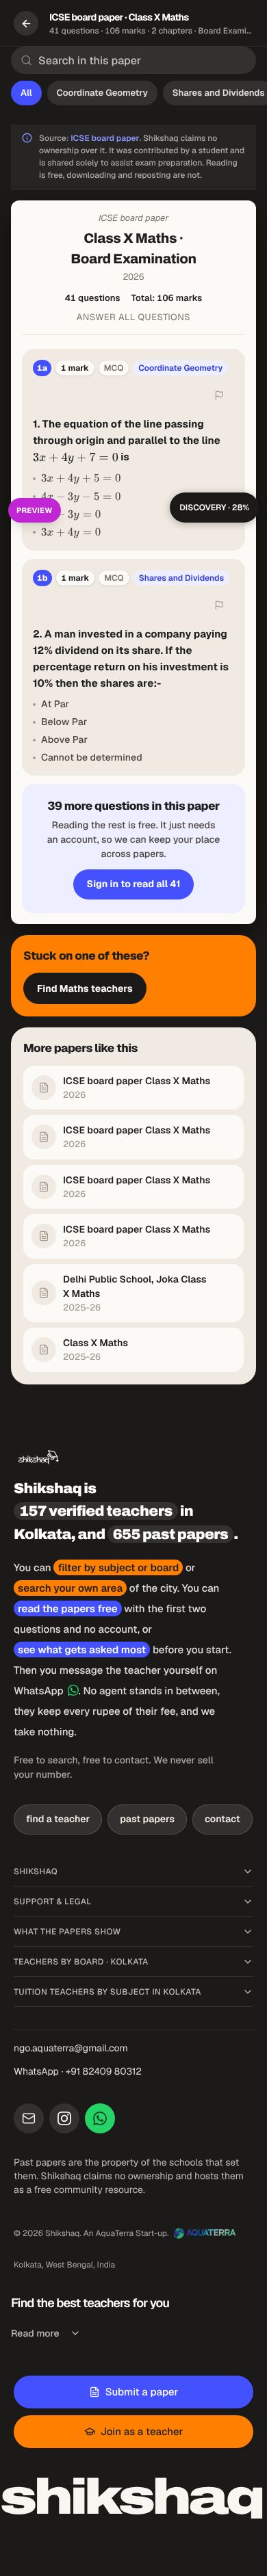 ICSE board paper · Class X Maths
41 questions · 106 marks · 2 chapters · Board Exami...
Search in this paper
All
Coordinate Geometry
Shares and Dividends
Source: ICSE board paper. Shikshaq claims no
ownership over it. It was contributed by a student and
is shared solely to assist exam preparation. Reading
is free, downloading and reposting are not.
ICSE board paper
Class X Maths ·
Board Examination
2026
41 questions Total: 106 marks
ANSWER ALL QUESTIONS
1a 1 mark MCQ Coordinate Geometry
1. The equation of the line passing
through origin and parallel to the line
3x + 4y + 7 = 0 is
3x + 4y + 5 = 0
4x − 3y − 5 = 0
PREVIEW
− 3y = 0
DISCOVERY · 28%
3x + 4y = 0
1b 1 mark MCQ Shares and Dividends
2. A man invested in a company paying
12% dividend on its share. If the
percentage return on his investment is
10% then the shares are:-
At Par
Below Par
Above Par
Cannot be determined
39 more questions in this paper
Reading the rest is free. It just needs
an account, so we can keep your place
across papers.
Sign in to read all 41
Stuck on one of these?
Find Maths teachers
More papers like this
ICSE board paper Class X Maths
2026
ICSE board paper Class X Maths
2026
ICSE board paper Class X Maths
2026
ICSE board paper Class X Maths
2026
Delhi Public School, Joka Class
X Maths
2025-26
Class X Maths
2025-26
shikshaq
Shikshaq is
157 verified teachers in
Kolkata, and 655 past papers .
You can filter by subject or board or
search your own area of the city. You can
read the papers free with the first two
questions and no account, or
see what gets asked most before you start.
Then you message the teacher yourself on
WhatsApp . No agent stands in between,
they keep every rupee of their fee, and we
take nothing.
Free to search, free to contact. We never sell
your number.
find a teacher
past papers
contact
SHIKSHAQ
SUPPORT & LEGAL
WHAT THE PAPERS SHOW
TEACHERS BY BOARD · KOLKATA
TUITION TEACHERS BY SUBJECT IN KOLKATA
ngo.aquaterra@gmail.com
WhatsApp · +91 82409 80312
Past papers are the property of the schools that set
them. Shikshaq claims no ownership and hosts them
as a free community resource.
© 2026 Shikshaq. An AquaTerra Start-up. AQUATERRA
Kolkata, West Bengal, India
Find the best teachers for you
Read more
Submit a paper
Join as a teacher
shikshaq